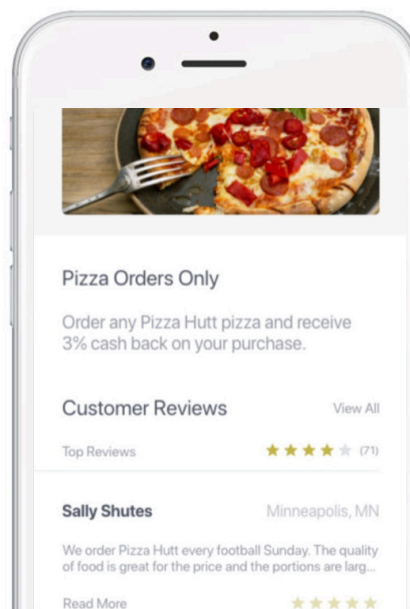 Pizza Orders Only
Order any Pizza Hutt pizza and receive
3% cash back on your purchase.
Customer Reviews View All
Top Reviews (71)
Sally Shutes Minneapolis, MN
We order Pizza Hutt every football Sunday. The quality
of food is great for the price and the portions are larg...
Read More